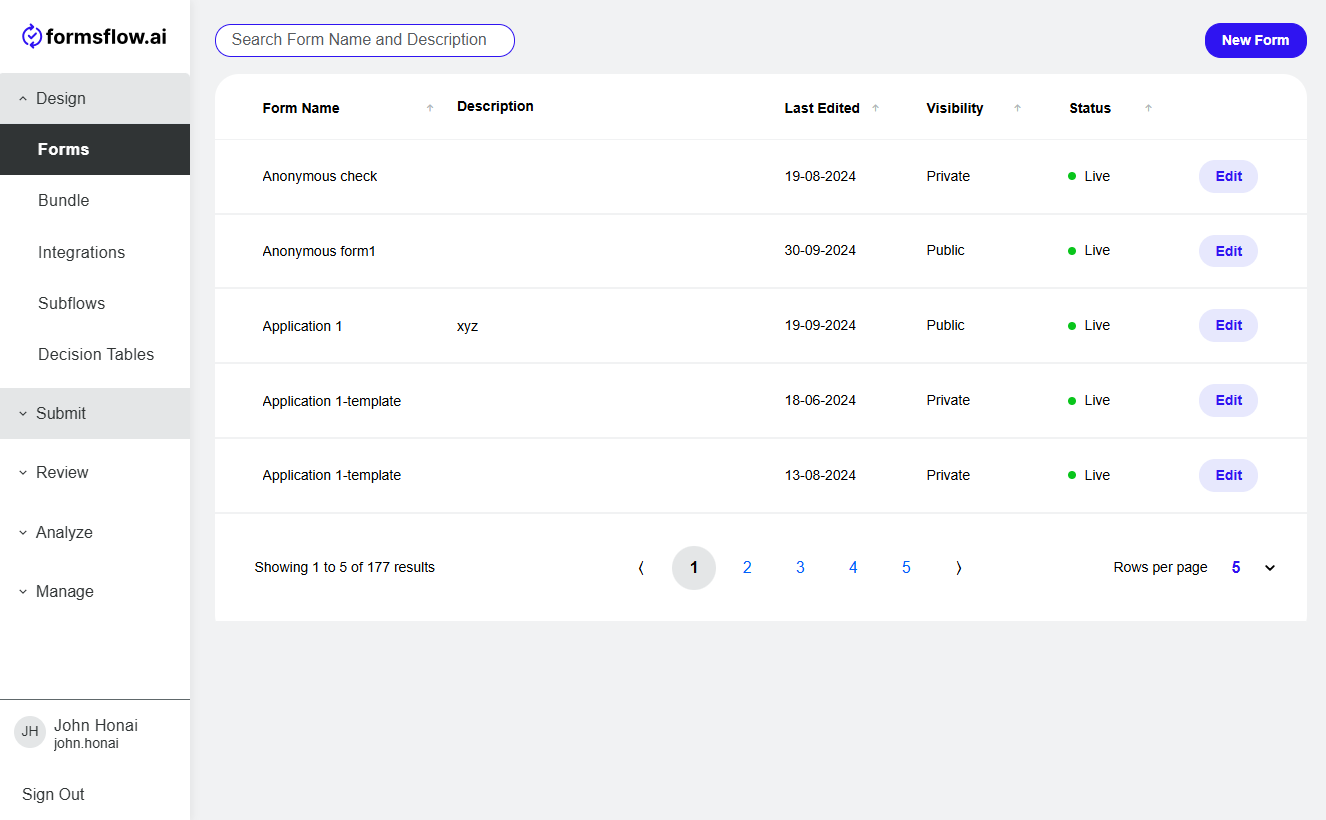 formsflow.ai
Design
Forms
Bundle
Integrations
Subflows
Decision Tables
Submit
Review
Analyze
Manage
JH
John Honai
john.honai
Sign Out
Search Form Name and Description
New Form
Form Name ↑ Description Last Edited ↑ Visibility ↑ Status ↑
Anonymous check 19-08-2024 Private Live Edit
Anonymous form1 30-09-2024 Public Live Edit
Application 1 xyz 19-09-2024 Public Live Edit
Application 1-template 18-06-2024 Private Live Edit
Application 1-template 13-08-2024 Private Live Edit
Showing 1 to 5 of 177 results ⟨ 1 2 3 4 5 ⟩ Rows per page 5